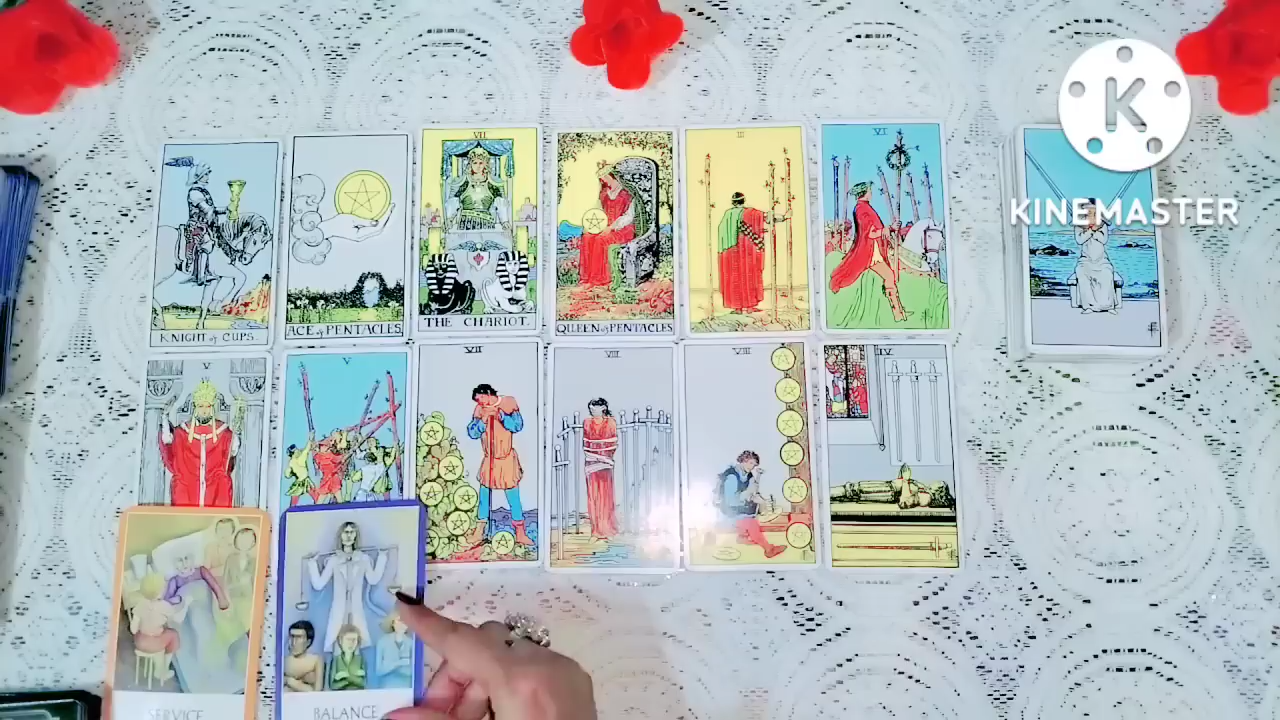 VII
III
VI
K
KINEMASTER
KNIGHT of CUPS.
ACE of PENTACLES.
THE CHARIOT.
QUEEN of PENTACLES
V
V
VII
VIII
VIII
IV
SERVICE
BALANCE